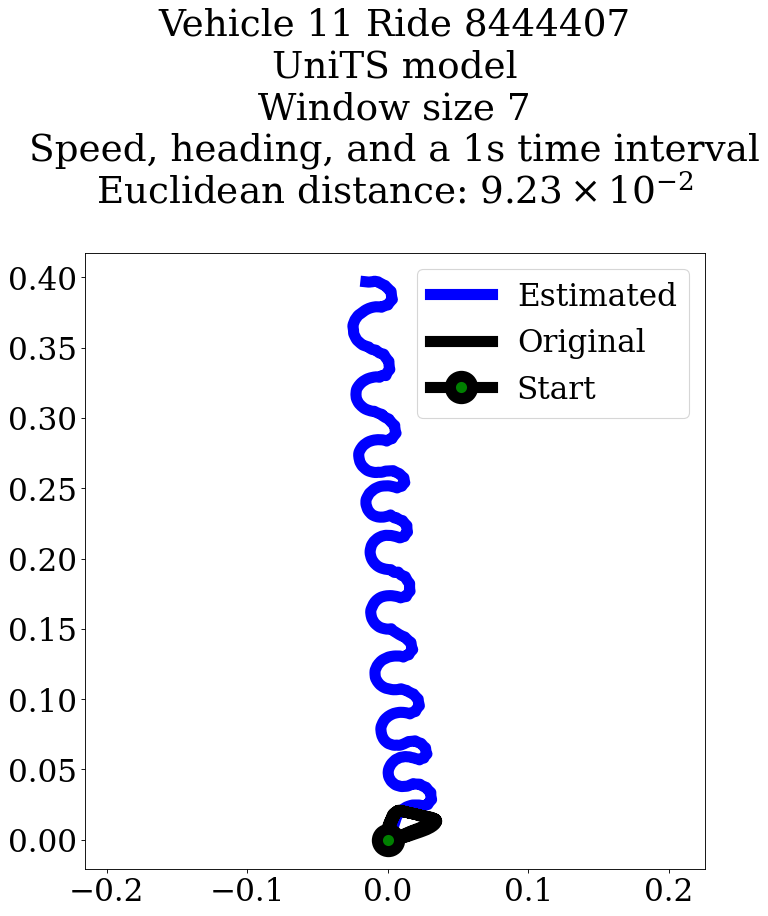 Vehicle 11 Ride 8444407
UniTS model
Window size 7
Speed, heading, and a 1s time interval
Euclidean distance: 9.23 × 10⁻²
Estimated
Original
Start
0.40
0.35
0.30
0.25
0.20
0.15
0.10
0.05
0.00
−0.2 −0.1 0.0 0.1 0.2